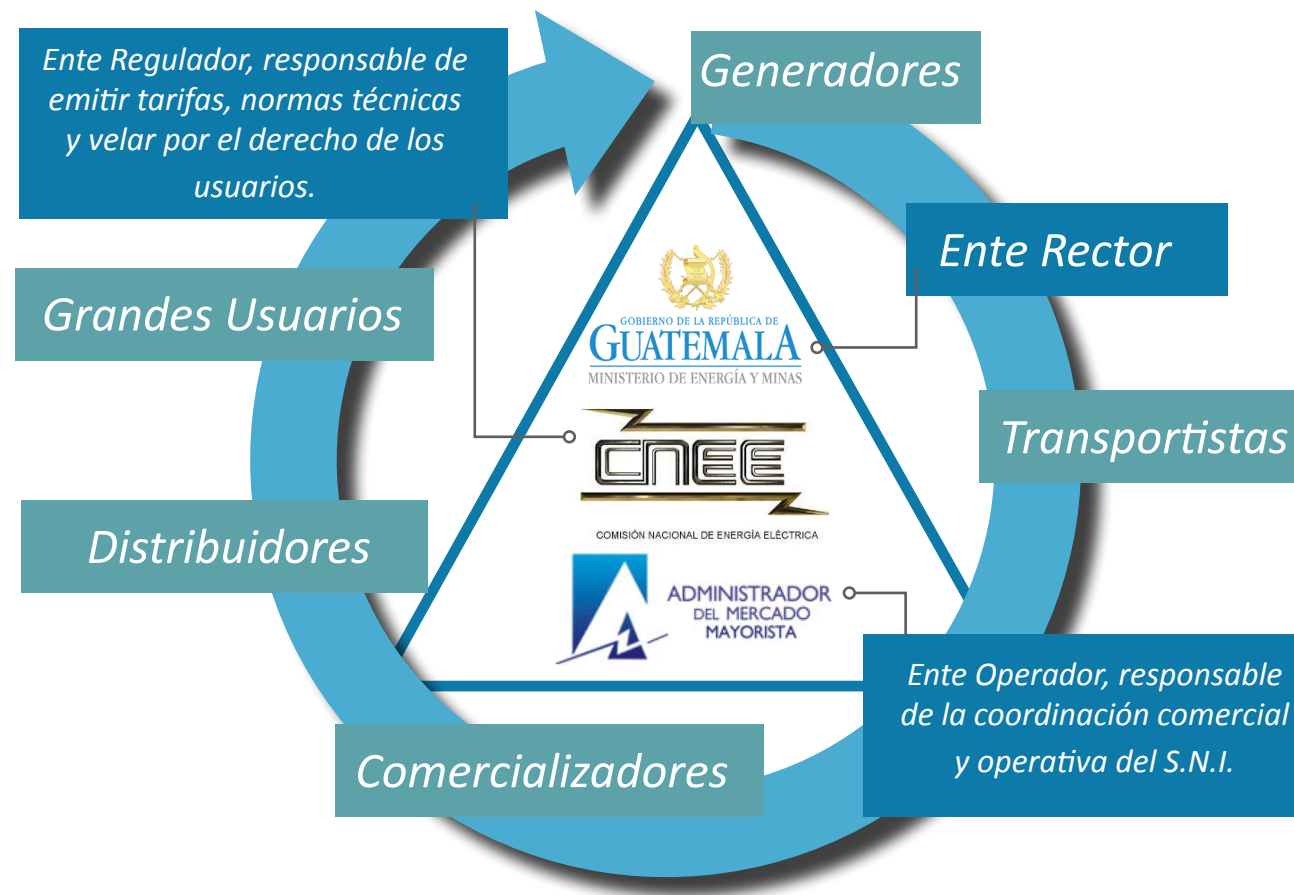 Ente Regulador, responsable de
emitir tarifas, normas técnicas
y velar por el derecho de los
usuarios.
Generadores
Ente Rector
Grandes Usuarios
GOBIERNO DE LA REPÚBLICA DE
GUATEMALA
MINISTERIO DE ENERGÍA Y MINAS
Transportistas
CNEE
COMISIÓN NACIONAL DE ENERGÍA ELÉCTRICA
Distribuidores
ADMINISTRADOR
DEL MERCADO
MAYORISTA
Ente Operador, responsable
de la coordinación comercial
y operativa del S.N.I.
Comercializadores